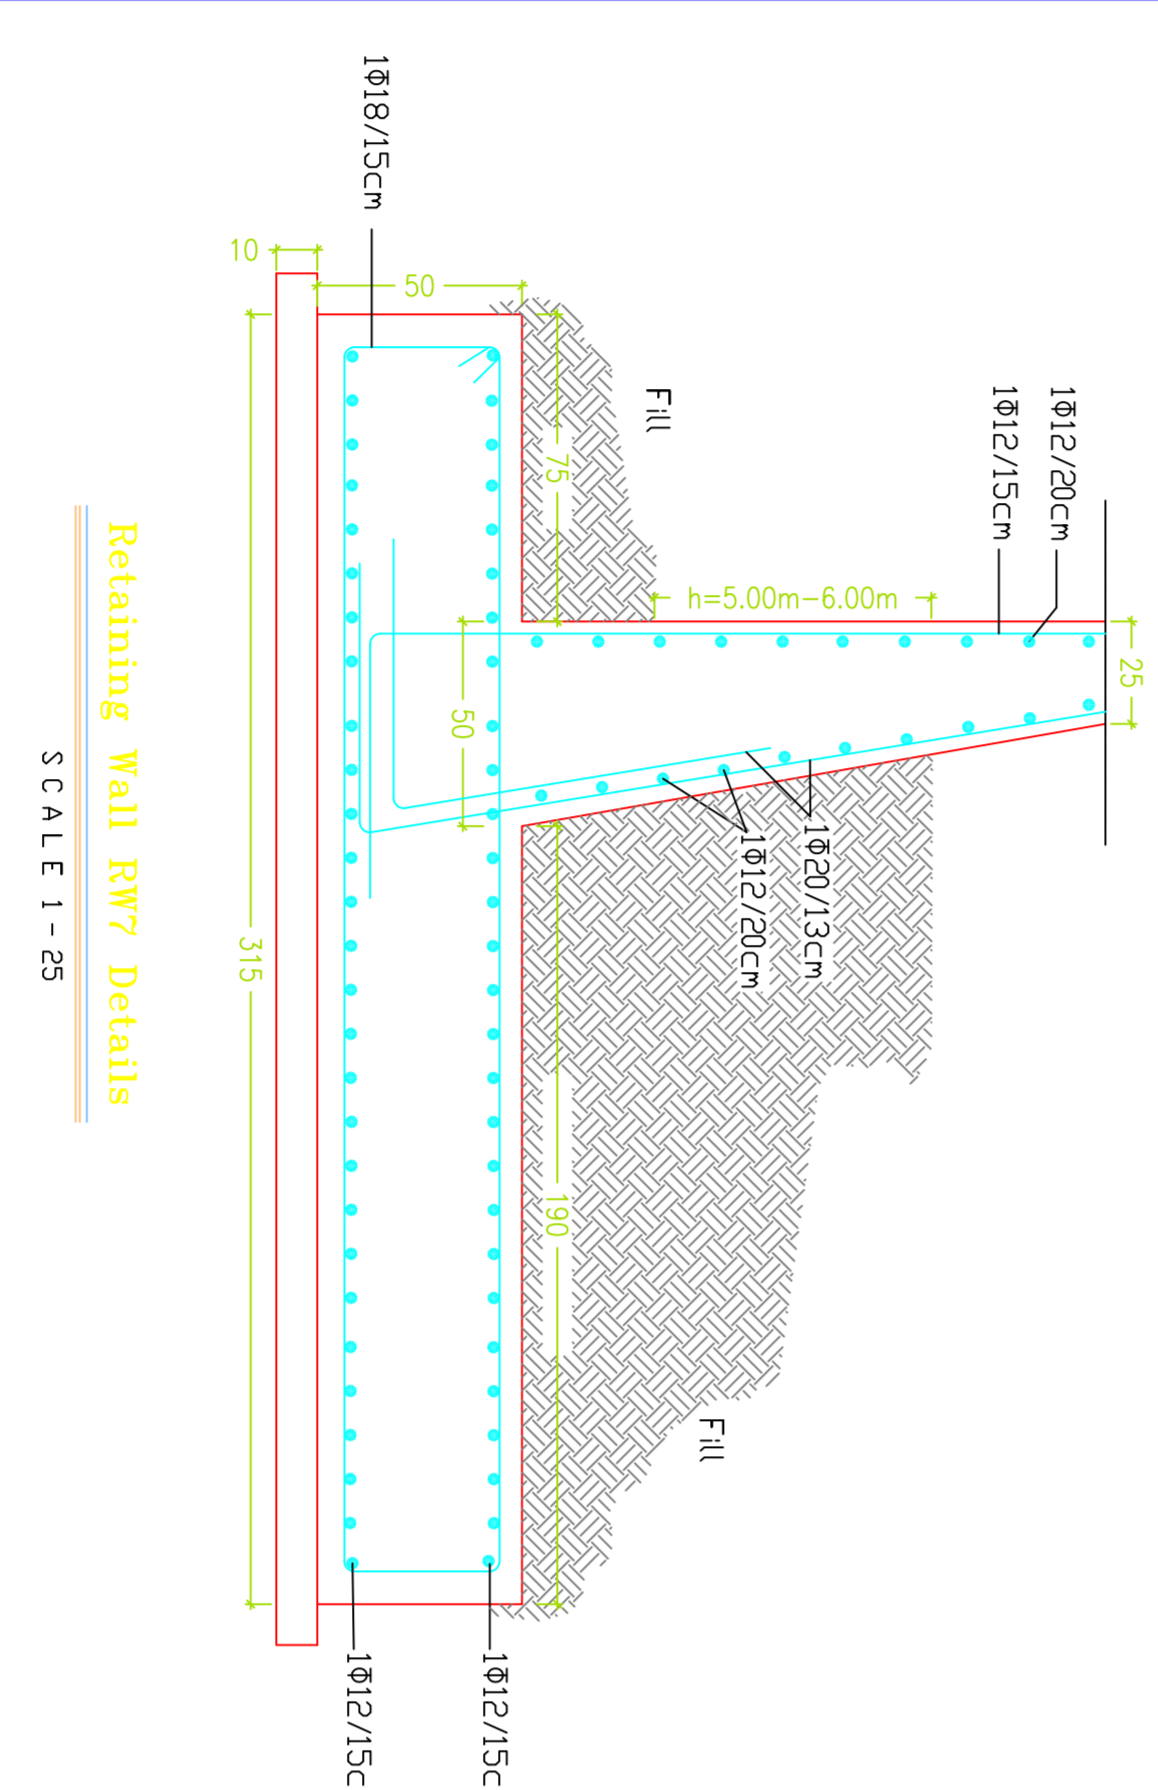 1Φ12/20cm
1Φ12/15cm
25
h=5.00m-6.00m
Fill
Fill
1Φ20/13cm
1Φ12/20cm
75
190
50
50
1Φ18/15cm
10
1Φ12/15c
1Φ12/15c
315
Retaining Wall RW7 Details
SCALE 1-25